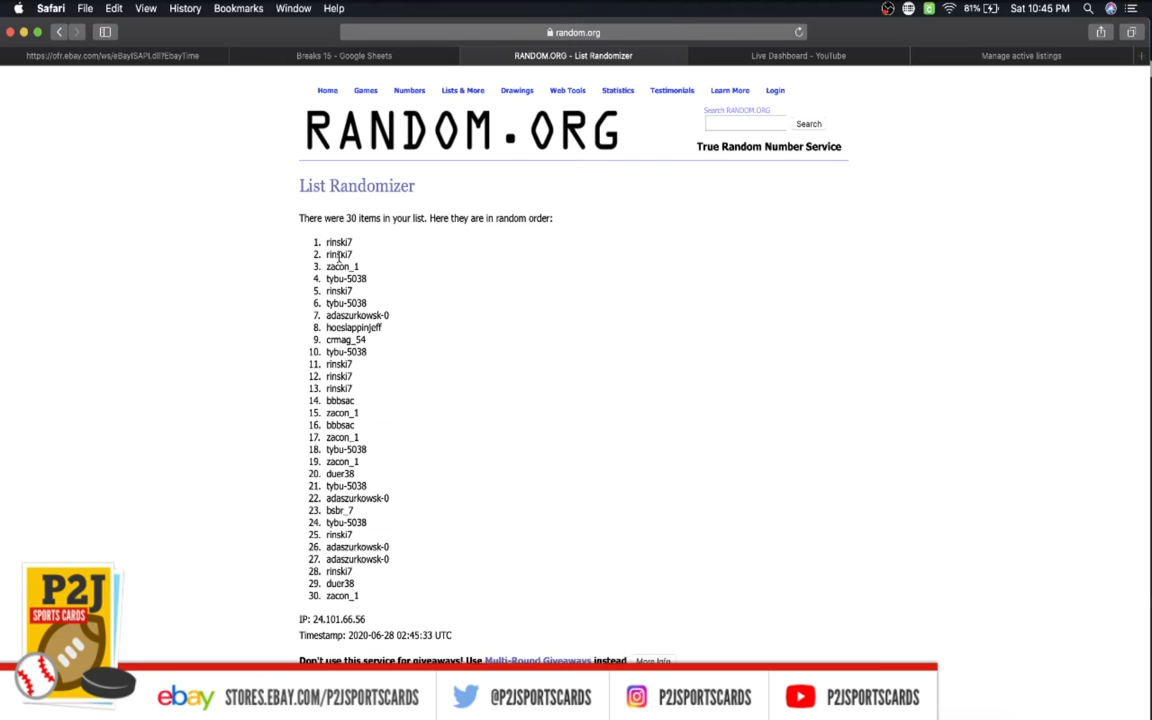 Safari File Edit View History Bookmarks Window Help 81% Sat 10:45 PM
random.org
https://ofr.ebay.com/ws/eBayISAPI.dll?EbayTime Breaks 15 - Google Sheets RANDOM.ORG - List Randomizer Live Dashboard - YouTube Manage active listings
Home Games Numbers Lists & More Drawings Web Tools Statistics Testimonials Learn More Login
Search RANDOM.ORG
RANDOM.ORG
Search
True Random Number Service
List Randomizer
There were 30 items in your list. Here they are in random order:
1. rinski7
2. rinski7
3. zacon_1
4. tybu-5038
5. rinski7
6. tybu-5038
7. adaszurkowsk-0
8. hoeslappinjeff
9. crmag_54
10. tybu-5038
11. rinski7
12. rinski7
13. rinski7
14. bbbsac
15. zacon_1
16. bbbsac
17. zacon_1
18. tybu-5038
19. zacon_1
20. duer38
21. tybu-5038
22. adaszurkowsk-0
23. bsbr_7
24. tybu-5038
25. rinski7
26. adaszurkowsk-0
27. adaszurkowsk-0
28. rinski7
29. duer38
30. zacon_1
IP: 24.101.66.56
Timestamp: 2020-06-28 02:45:33 UTC
Don't use this service for giveaways! Use Multi-Round Giveaways instead More Info
P2J
SPORTS CARDS
ebay STORES.EBAY.COM/P2JSPORTSCARDS @P2JSPORTSCARDS P2JSPORTSCARDS P2JSPORTSCARDS